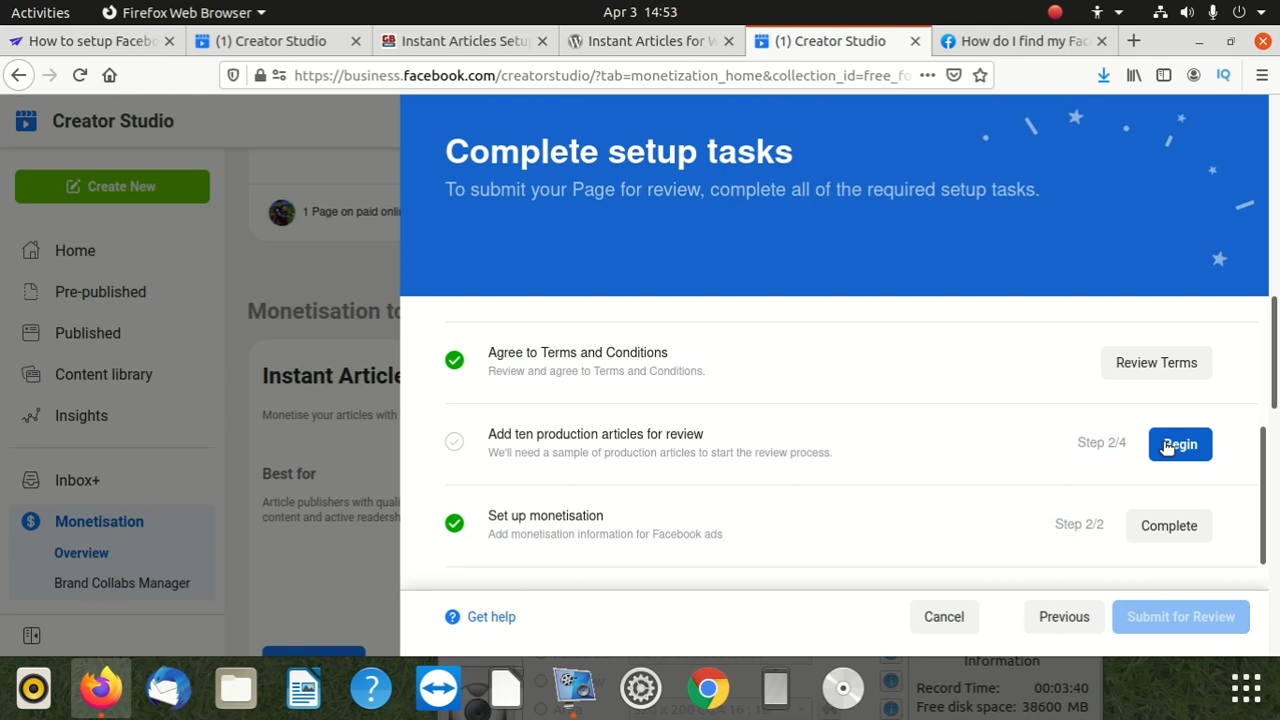 Activities
Firefox Web Browser
Apr 3 14:53
How to setup Facebo
(1) Creator Studio
Instant Articles Setu
Instant Articles for W
(1) Creator Studio
How do I find my Fac
https://business.facebook.com/creatorstudio/?tab=monetization_home&collection_id=free_fo
IQ
Creator Studio
Create New
Home
Pre-published
Published
Content library
Insights
Inbox+
Monetisation
Overview
Brand Collabs Manager
1 Page on paid onli
Monetisation to
Instant Article
Monetise your articles with
Best for
Article publishers with qualit
content and active readersh
Complete setup tasks
To submit your Page for review, complete all of the required setup tasks.
Agree to Terms and Conditions
Review and agree to Terms and Conditions.
Review Terms
Add ten production articles for review
We'll need a sample of production articles to start the review process.
Step 2/4
Begin
Set up monetisation
Add monetisation information for Facebook ads
Step 2/2
Complete
Get help
Cancel
Previous
Submit for Review
Information
Record Time: 00:03:40
Free disk space: 38600 MB